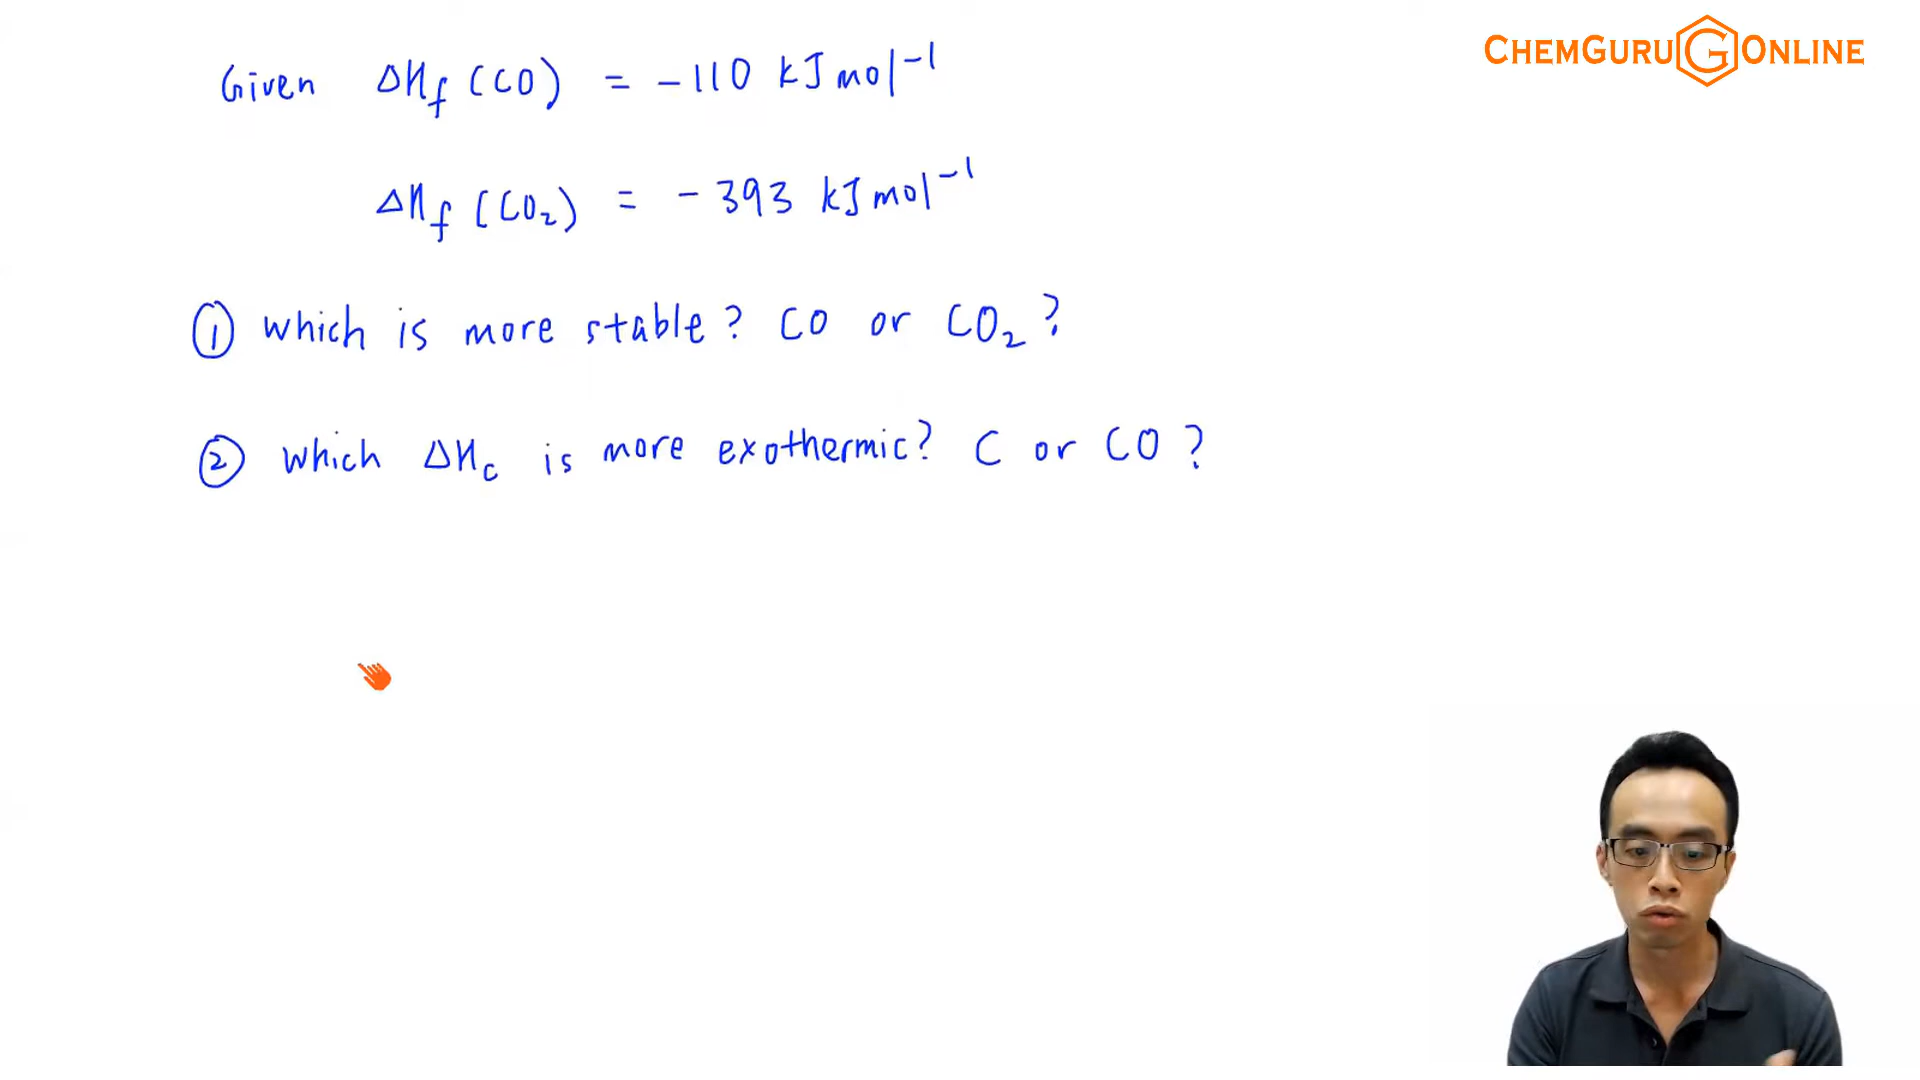 CHEMGURU G ONLINE
Given ΔHf (CO) = -110 kJ mol⁻¹
ΔHf (CO₂) = -393 kJ mol⁻¹
① which is more stable? CO or CO₂?
② which ΔHc is more exothermic? C or CO?